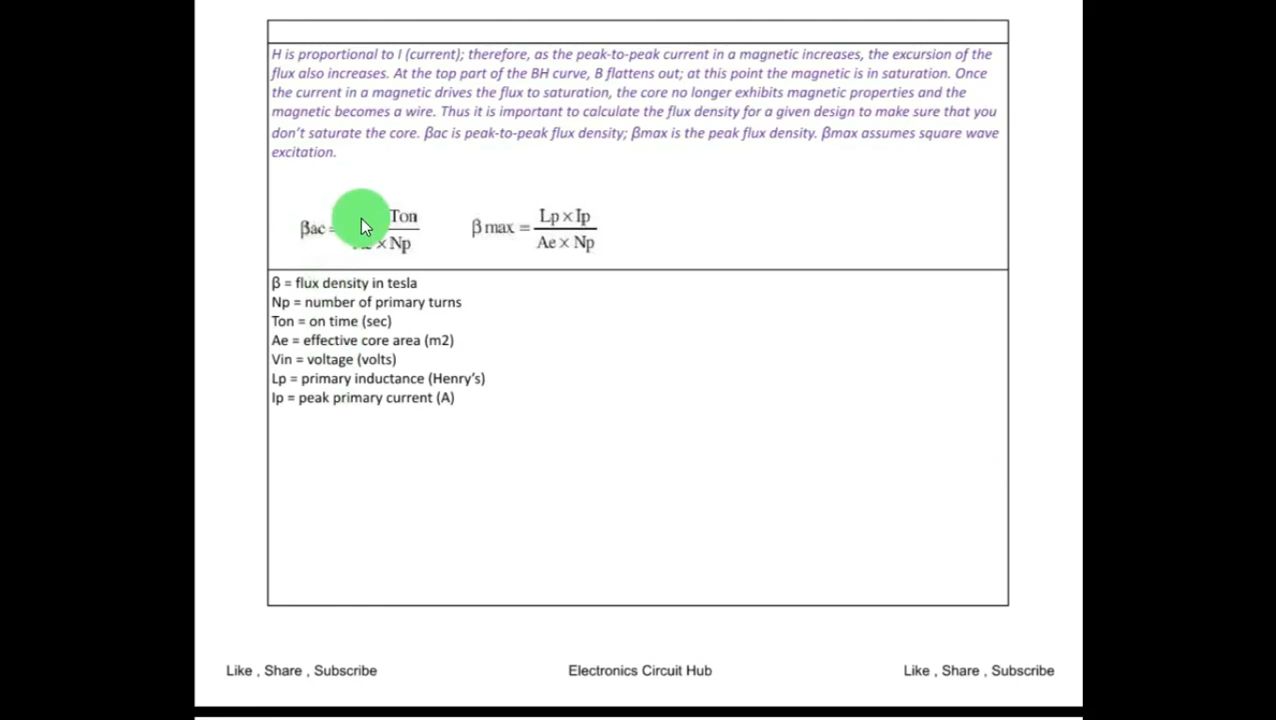 H is proportional to I (current); therefore, as the peak-to-peak current in a magnetic increases, the excursion of the
flux also increases. At the top part of the BH curve, B flattens out; at this point the magnetic is in saturation. Once
the current in a magnetic drives the flux to saturation, the core no longer exhibits magnetic properties and the
magnetic becomes a wire. Thus it is important to calculate the flux density for a given design to make sure that you
don't saturate the core. βac is peak-to-peak flux density; βmax is the peak flux density. βmax assumes square wave
excitation.
βac = Ton / × Np
β max = Lp × Ip / Ae × Np
β = flux density in tesla
Np = number of primary turns
Ton = on time (sec)
Ae = effective core area (m2)
Vin = voltage (volts)
Lp = primary inductance (Henry's)
Ip = peak primary current (A)
Like , Share , Subscribe
Electronics Circuit Hub
Like , Share , Subscribe